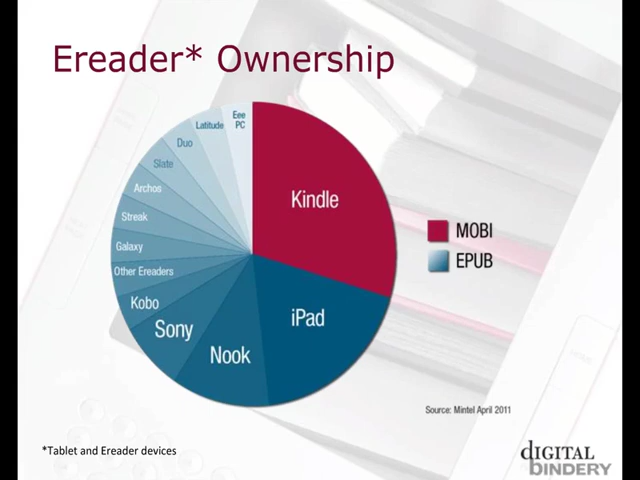 Ereader* Ownership
Eee
PC
Latitude
Duo
Slate
Archos
Streak
Galaxy
Other Ereaders
Kobo
Sony
Nook
iPad
Kindle
MOBI
EPUB
Source: Mintel April 2011
*Tablet and Ereader devices
dIGITAL
BINDERY